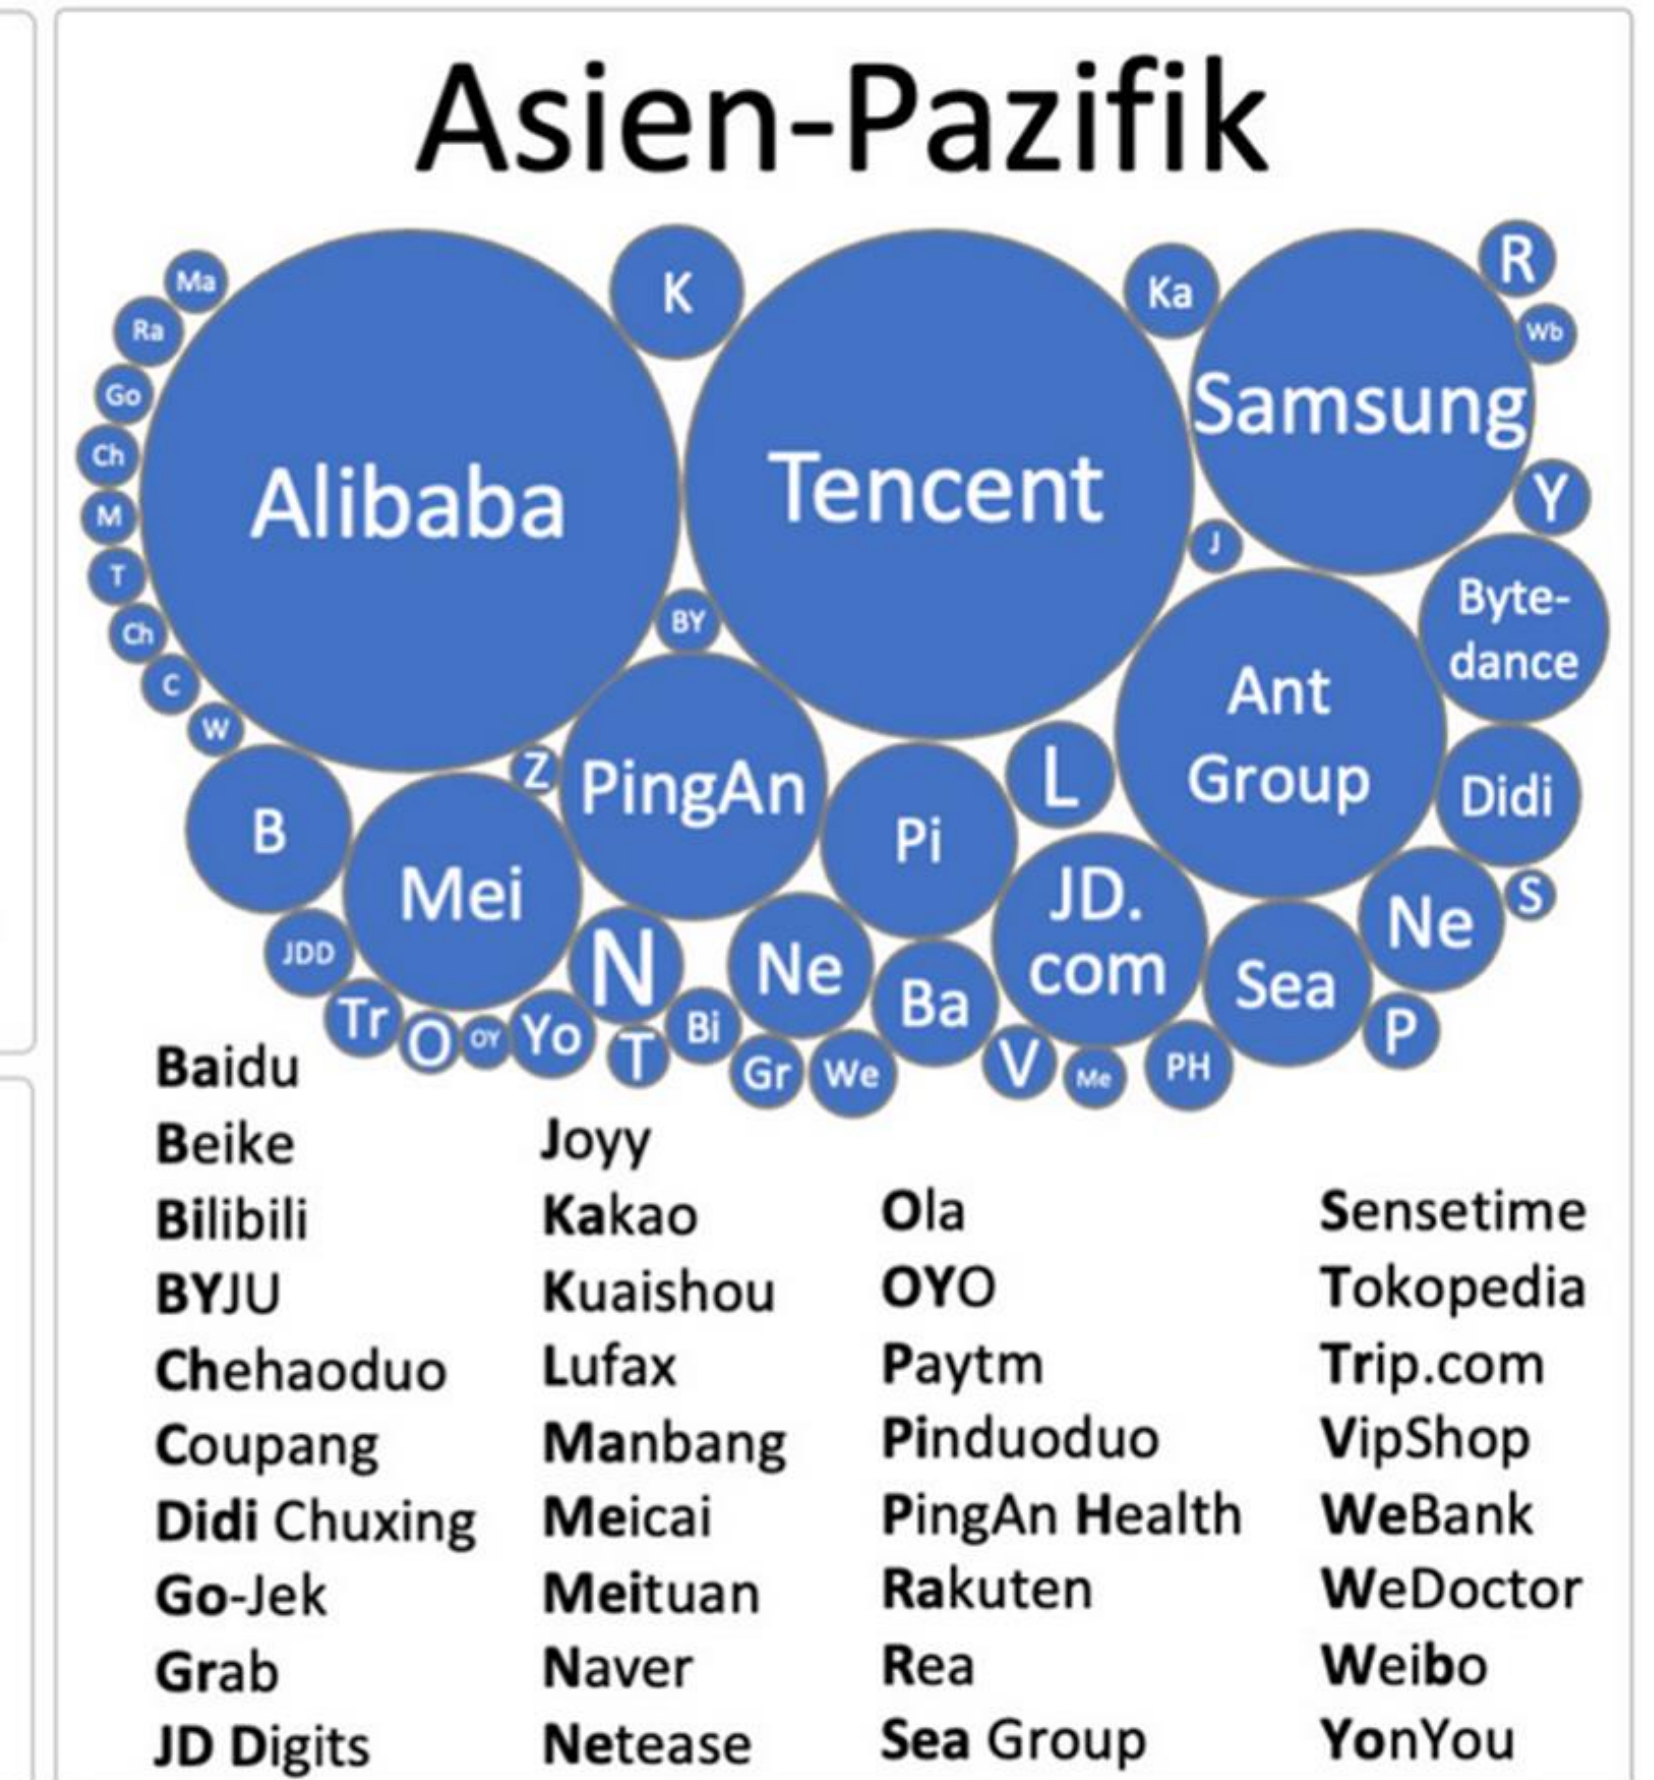 Asien-Pazifik
Ma
K
Ka
R
Ra
Wb
Go
Samsung
Ch
Alibaba
Tencent
Y
M
J
T
Byte-
dance
Ch
BY
C
Ant
Group
W
Z
PingAn
L
Didi
B
Pi
Mei
JD.
com
Ne
S
JDD
N
Ne
Ba
Sea
Tr
O
OY
Yo
T
Bi
Gr
We
V
Me
PH
P
Baidu
Beike
Bilibili
BYJU
Chehaoduo
Coupang
Didi Chuxing
Go-Jek
Grab
JD Digits
Joyy
Kakao
Kuaishou
Lufax
Manbang
Meicai
Meituan
Naver
Netease
Ola
OYO
Paytm
Pinduoduo
PingAn Health
Rakuten
Rea
Sea Group
Sensetime
Tokopedia
Trip.com
VipShop
WeBank
WeDoctor
Weibo
YonYou